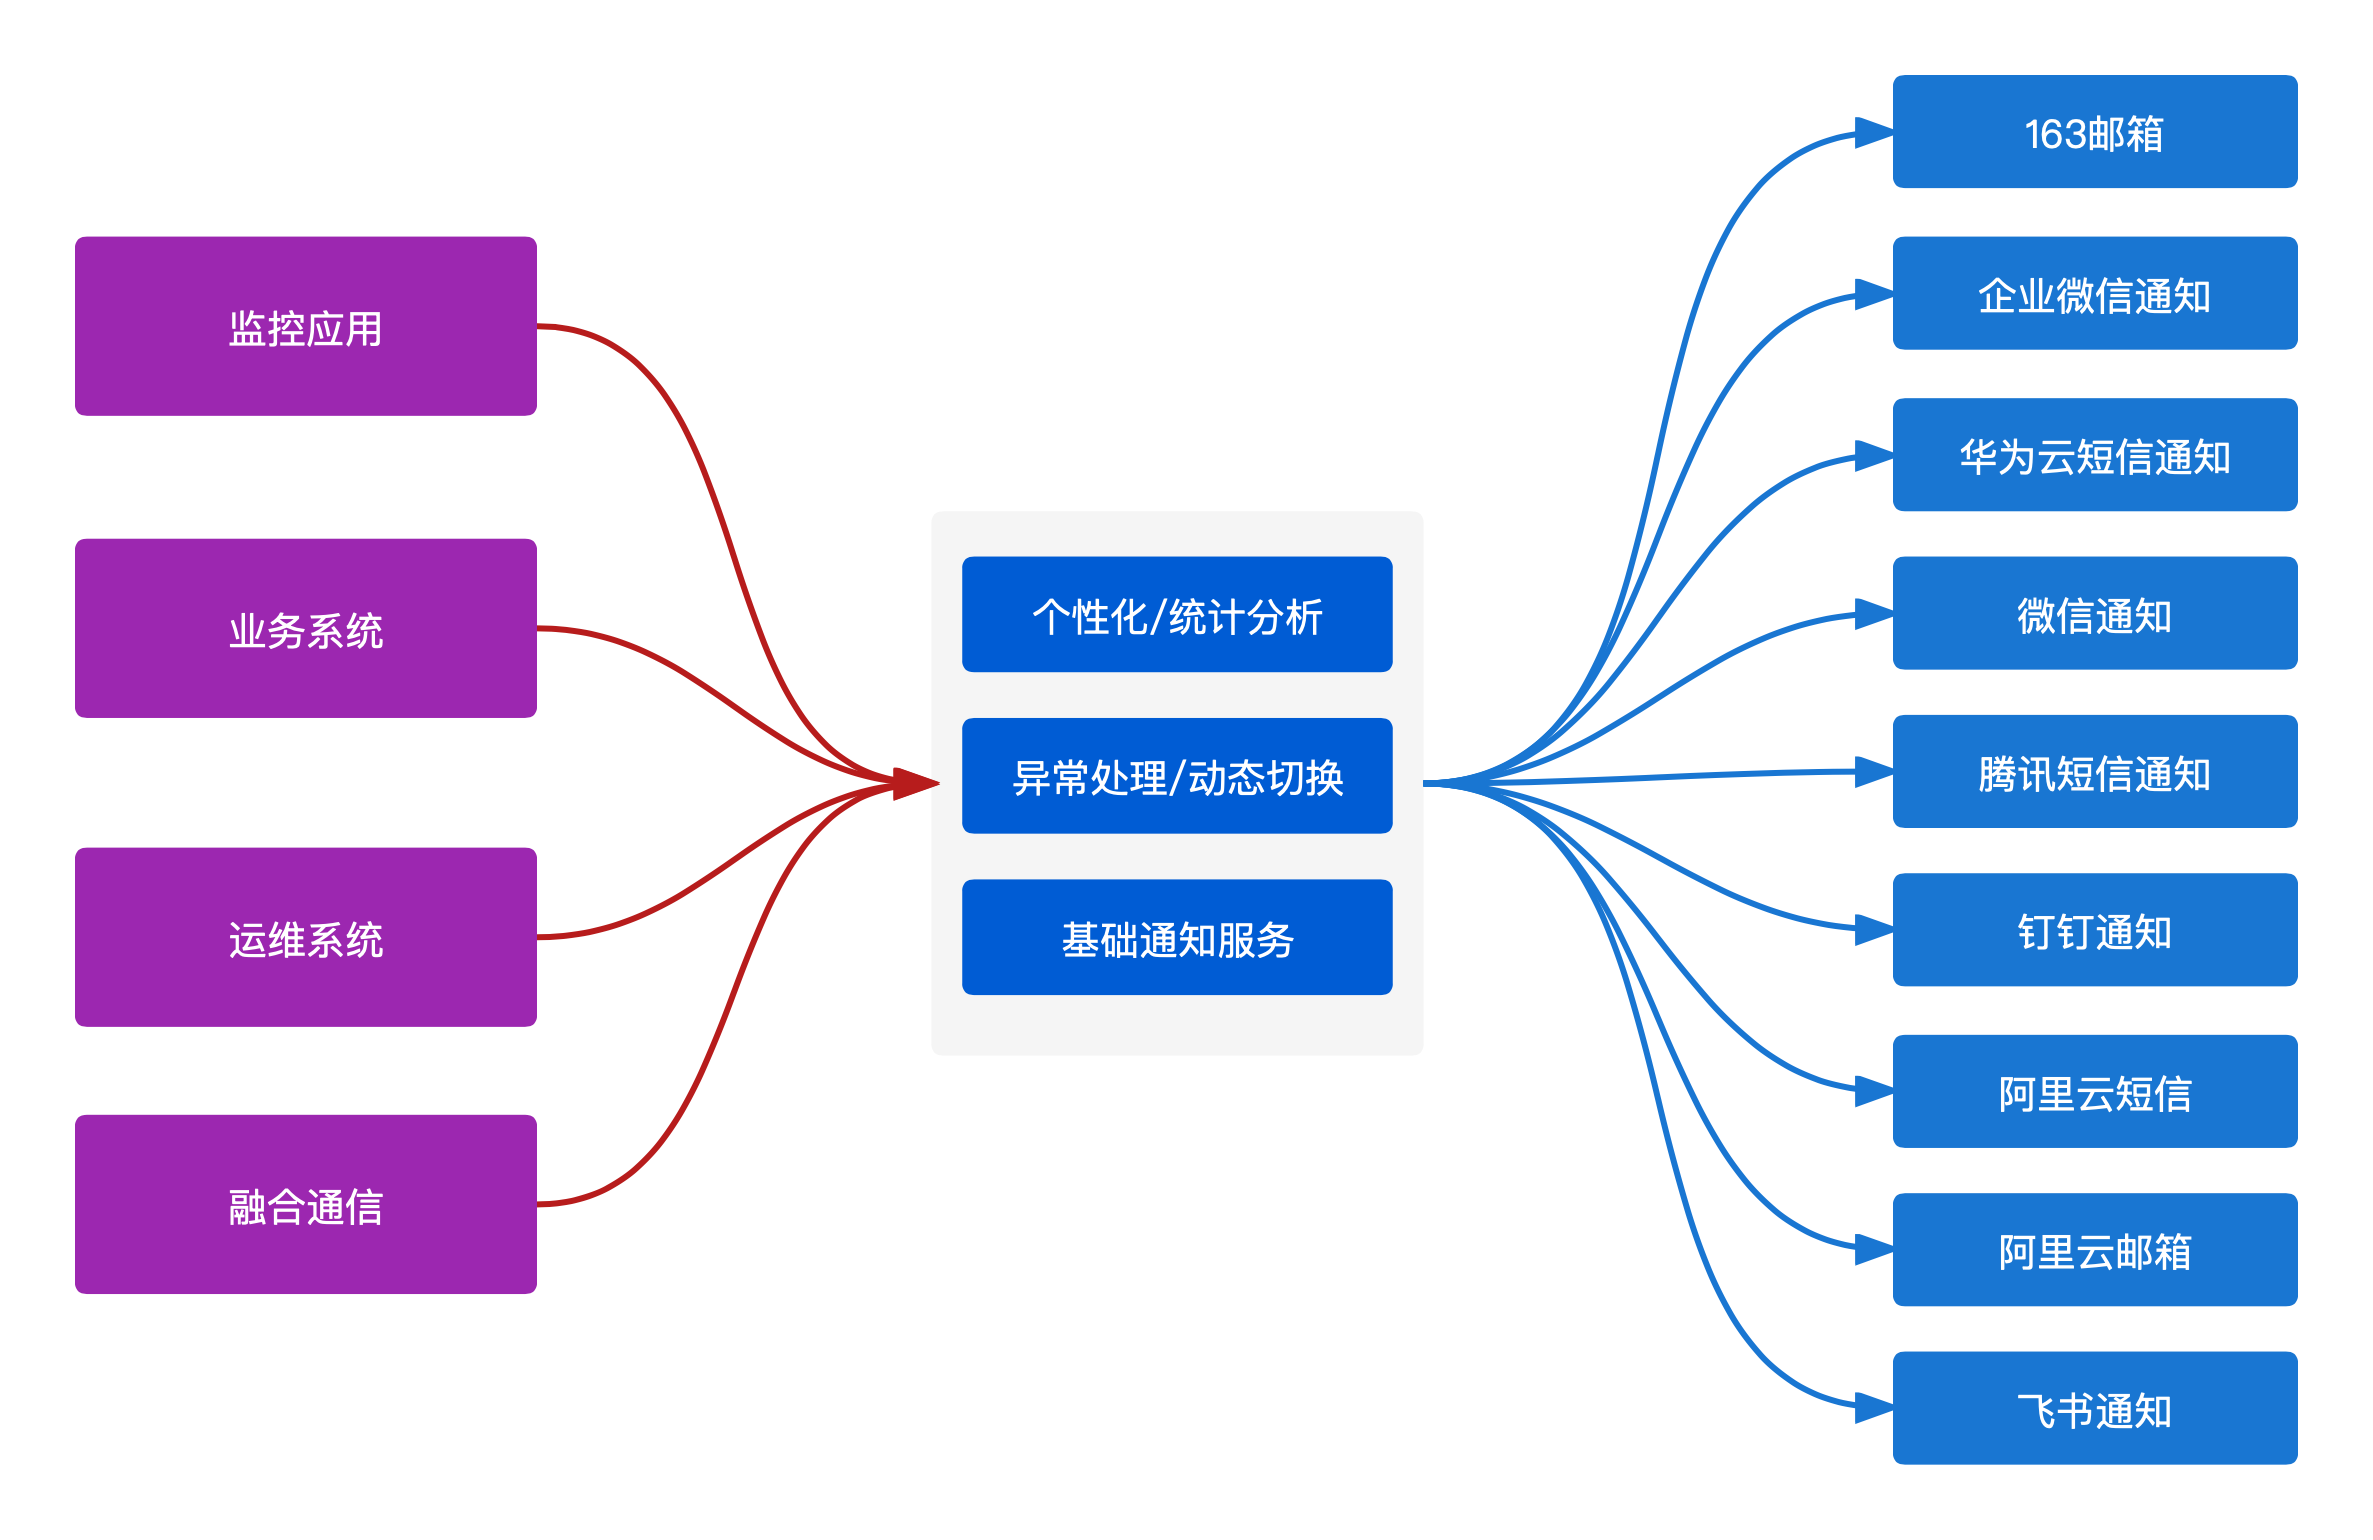 监控应用
业务系统
运维系统
融合通信
个性化/统计分析
异常处理/动态切换
基础通知服务
163邮箱
企业微信通知
华为云短信通知
微信通知
腾讯短信通知
钉钉通知
阿里云短信
阿里云邮箱
飞书通知